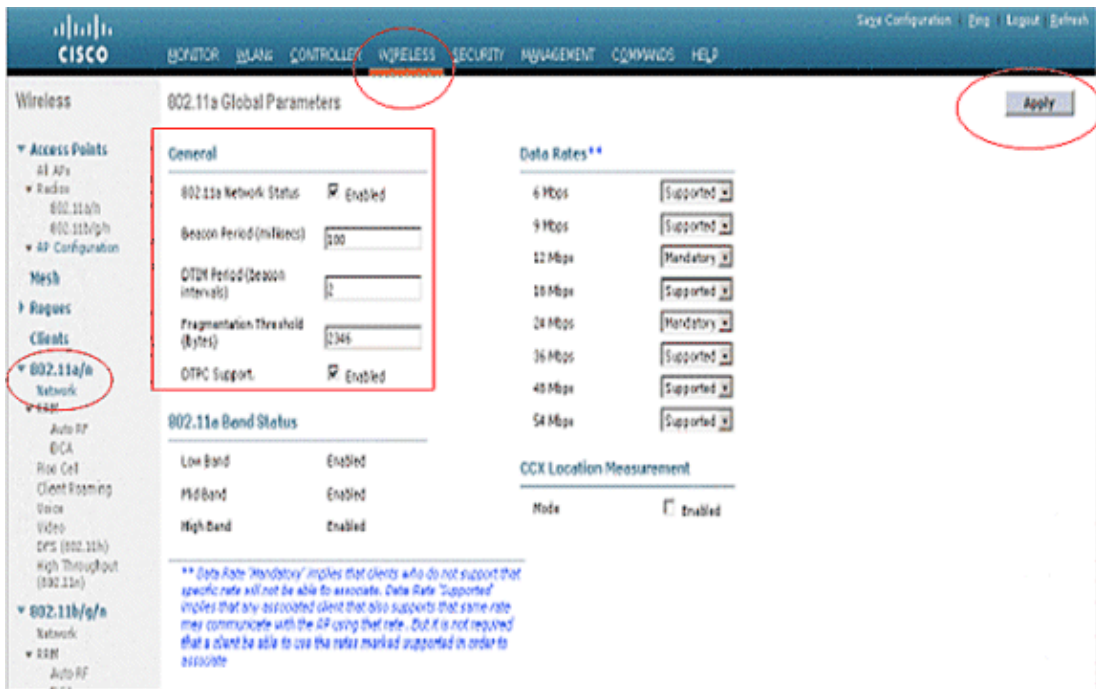 Save Configuration Ping Logout Refresh
CISCO
MONITOR WLANs CONTROLLER WIRELESS SECURITY MANAGEMENT COMMANDS HELP
Wireless
Access Points
All APs
Radios
802.11a/n
802.11b/g/n
AP Configuration
Mesh
Rogues
Clients
802.11a/n
Network
RRM
Auto RF
DCA
Pico Cell
Client Roaming
Voice
Video
DFS (802.11h)
High Throughput
(802.11n)
802.11b/g/n
Network
RRM
Auto RF
802.11a Global Parameters
Apply
General
802.11a Network Status Enabled
Beacon Period (millisecs) 100
DTIM Period (beacon
intervals) 2
Fragmentation Threshold
(bytes) 2346
DTPC Support. Enabled
802.11a Band Status
Low Band Enabled
Mid Band Enabled
High Band Enabled
Data Rates**
6 Mbps Supported
9 Mbps Supported
12 Mbps Mandatory
18 Mbps Supported
24 Mbps Mandatory
36 Mbps Supported
48 Mbps Supported
54 Mbps Supported
CCX Location Measurement
Mode Enabled
** Data Rate 'Mandatory' implies that clients who do not support that
specific rate will not be able to associate. Data Rate 'Supported'
implies that any associated client that also supports that same rate
may communicate with the AP using that rate. But it is not required
that a client be able to use the rates marked supported in order to
associate